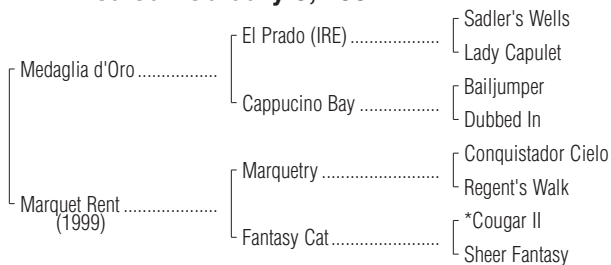 El Prado (IRE) ....................
Sadler's Wells
Lady Capulet
Medaglia d'Oro .................
Cappucino Bay .................
Bailjumper
Dubbed In
Marquetry .........................
Conquistador Cielo
Regent's Walk
Marquet Rent ....................
(1999)
Fantasy Cat .......................
*Cougar II
Sheer Fantasy